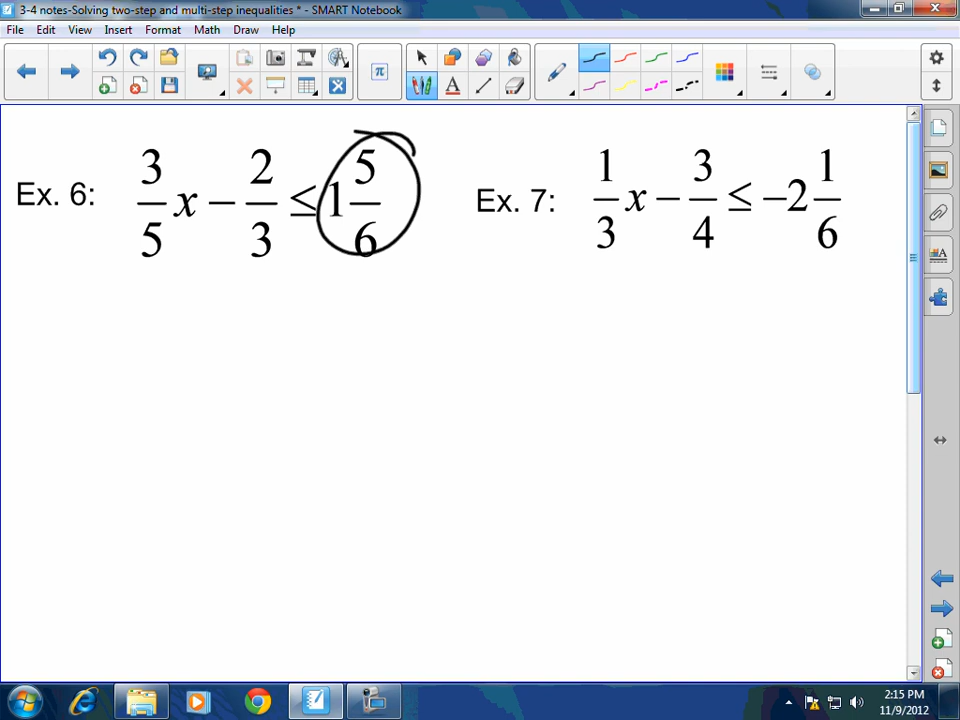 3-4 notes-Solving two-step and multi-step inequalities * - SMART Notebook
File Edit View Insert Format Math Draw Help
Ex. 6: 3/5 x − 2/3 ≤ 1 5/6
Ex. 7: 1/3 x − 3/4 ≤ −2 1/6
2:15 PM
11/9/2012